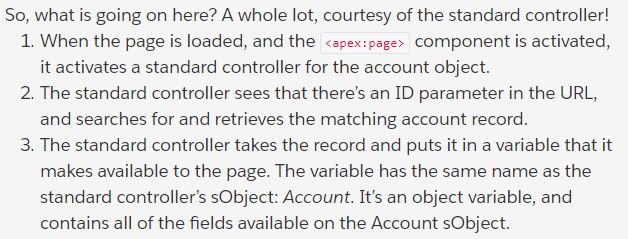 So, what is going on here? A whole lot, courtesy of the standard controller!
1. When the page is loaded, and the <apex:page> component is activated,
it activates a standard controller for the account object.
2. The standard controller sees that there’s an ID parameter in the URL,
and searches for and retrieves the matching account record.
3. The standard controller takes the record and puts it in a variable that it
makes available to the page. The variable has the same name as the
standard controller’s sObject: Account. It’s an object variable, and
contains all of the fields available on the Account sObject.